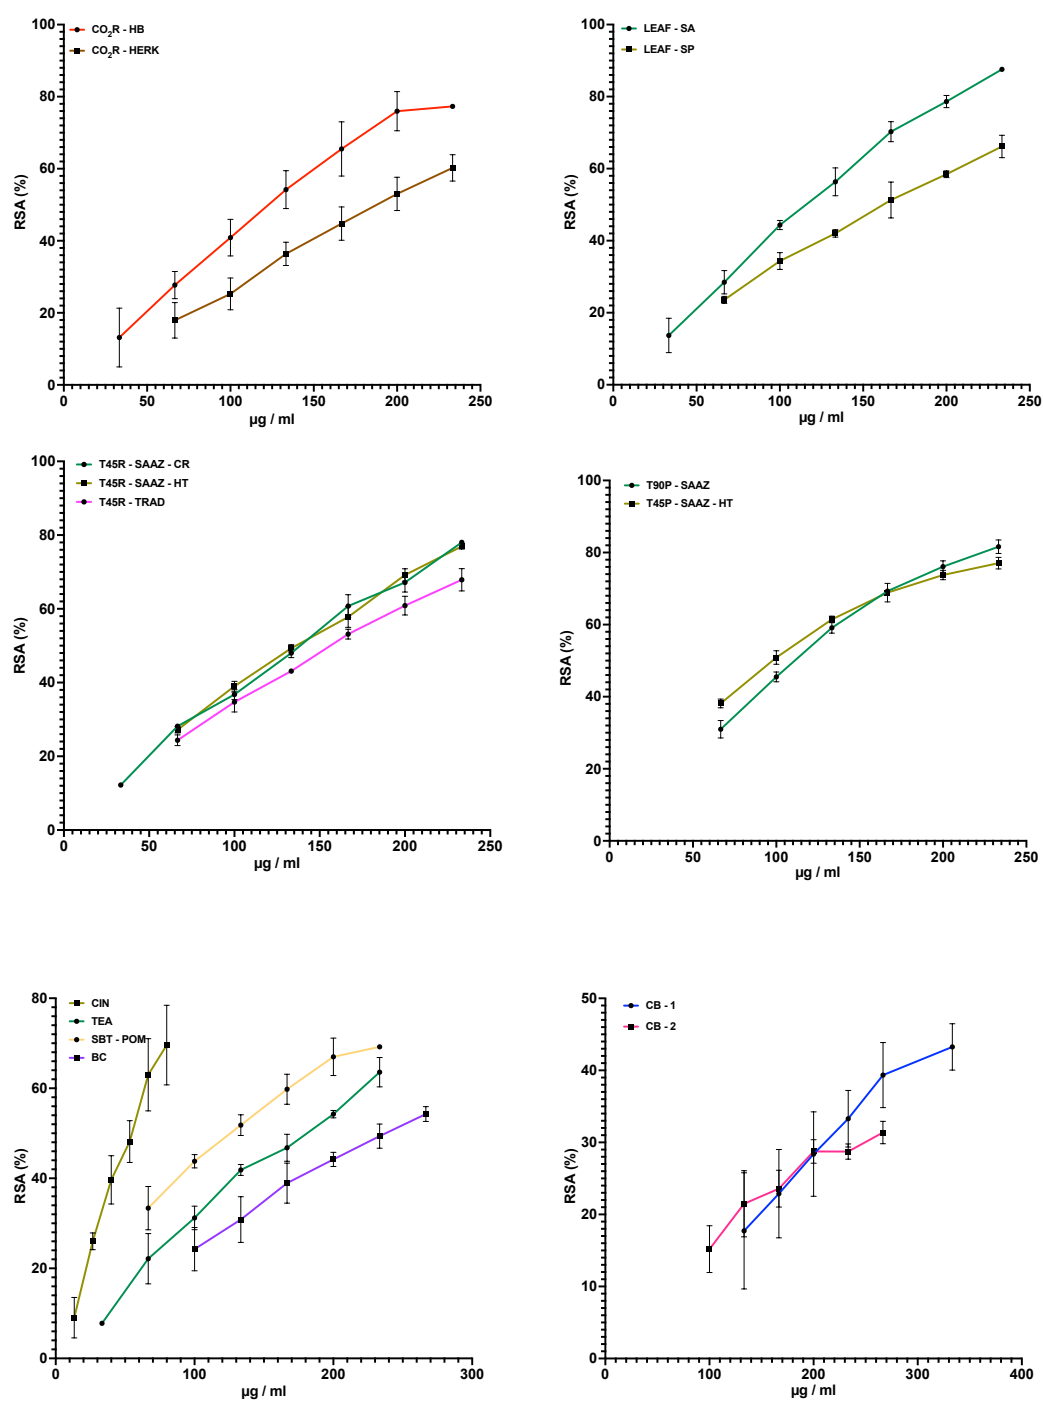 CO₂R - HB
CO₂R - HERK
100
80
60
40
20
0
RSA (%)
0 50 100 150 200 250
µg / ml
LEAF - SA
LEAF - SP
100
80
60
40
20
0
RSA (%)
0 50 100 150 200 250
µg / ml
T45R - SAAZ - CR
T45R - SAAZ - HT
T45R - TRAD
100
80
60
40
20
0
RSA (%)
0 50 100 150 200 250
µg / ml
T90P - SAAZ
T45P - SAAZ - HT
100
80
60
40
20
0
RSA (%)
0 50 100 150 200 250
µg / ml
CIN
TEA
SBT - POM
BC
80
60
40
20
0
RSA (%)
0 100 200 300
µg / ml
CB - 1
CB - 2
50
40
30
20
10
0
RSA (%)
0 100 200 300 400
µg / ml